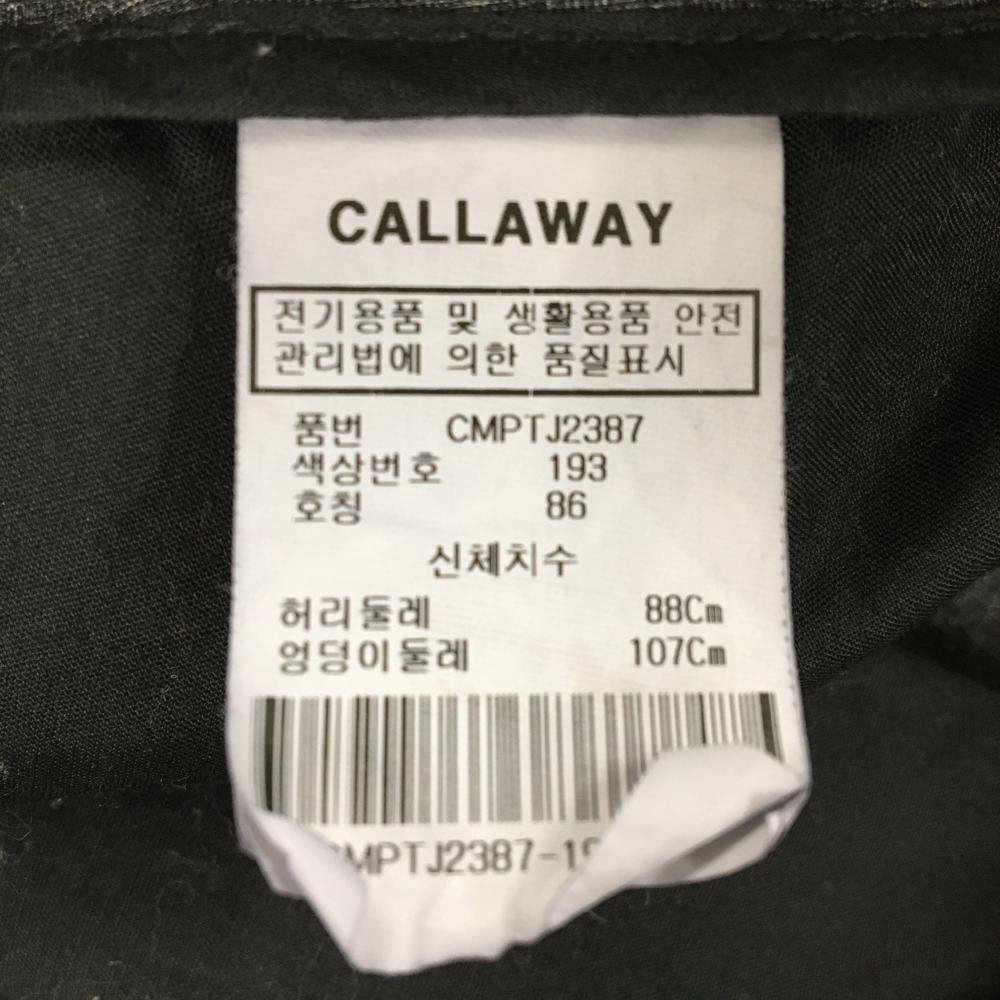 CALLAWAY
전기용품 및 생활용품 안전
관리법에 의한 품질표시
품번 CMPTJ2387
색상번호 193
호칭 86
신체치수
허리둘레 88Cm
엉덩이둘레 107Cm